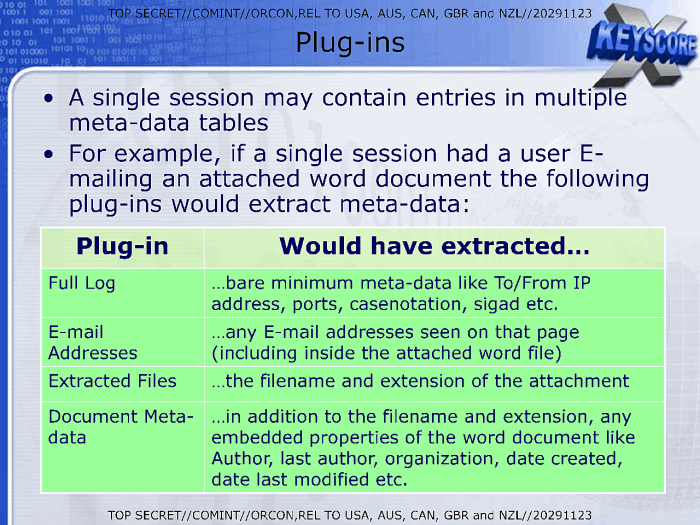 TOP SECRET//COMINT//ORCON,REL TO USA, AUS, CAN, GBR and NZL//20291123
Plug-ins
X
KEYSCORE
• A single session may contain entries in multiple
meta-data tables
• For example, if a single session had a user E-
mailing an attached word document the following
plug-ins would extract meta-data:
Plug-in Would have extracted…
Full Log …bare minimum meta-data like To/From IP
address, ports, casenotation, sigad etc.
E-mail
Addresses
…any E-mail addresses seen on that page
(including inside the attached word file)
Extracted Files …the filename and extension of the attachment
Document Meta-
data
…in addition to the filename and extension, any
embedded properties of the word document like
Author, last author, organization, date created,
date last modified etc.
TOP SECRET//COMINT//ORCON,REL TO USA, AUS, CAN, GBR and NZL//20291123